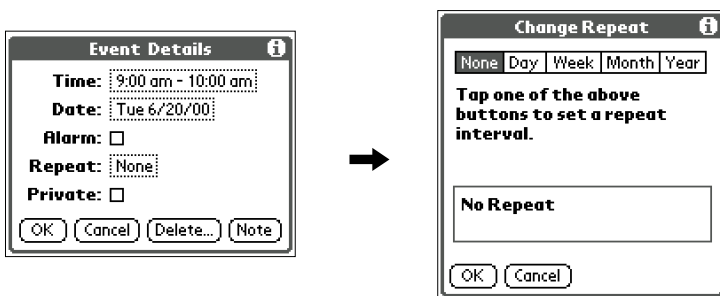 Event Details
Time: 9:00 am - 10:00 am
Date: Tue 6/20/00
Alarm:
Repeat: None
Private:
OK Cancel Delete... Note
Change Repeat
None Day Week Month Year
Tap one of the above
buttons to set a repeat
interval.
No Repeat
OK Cancel